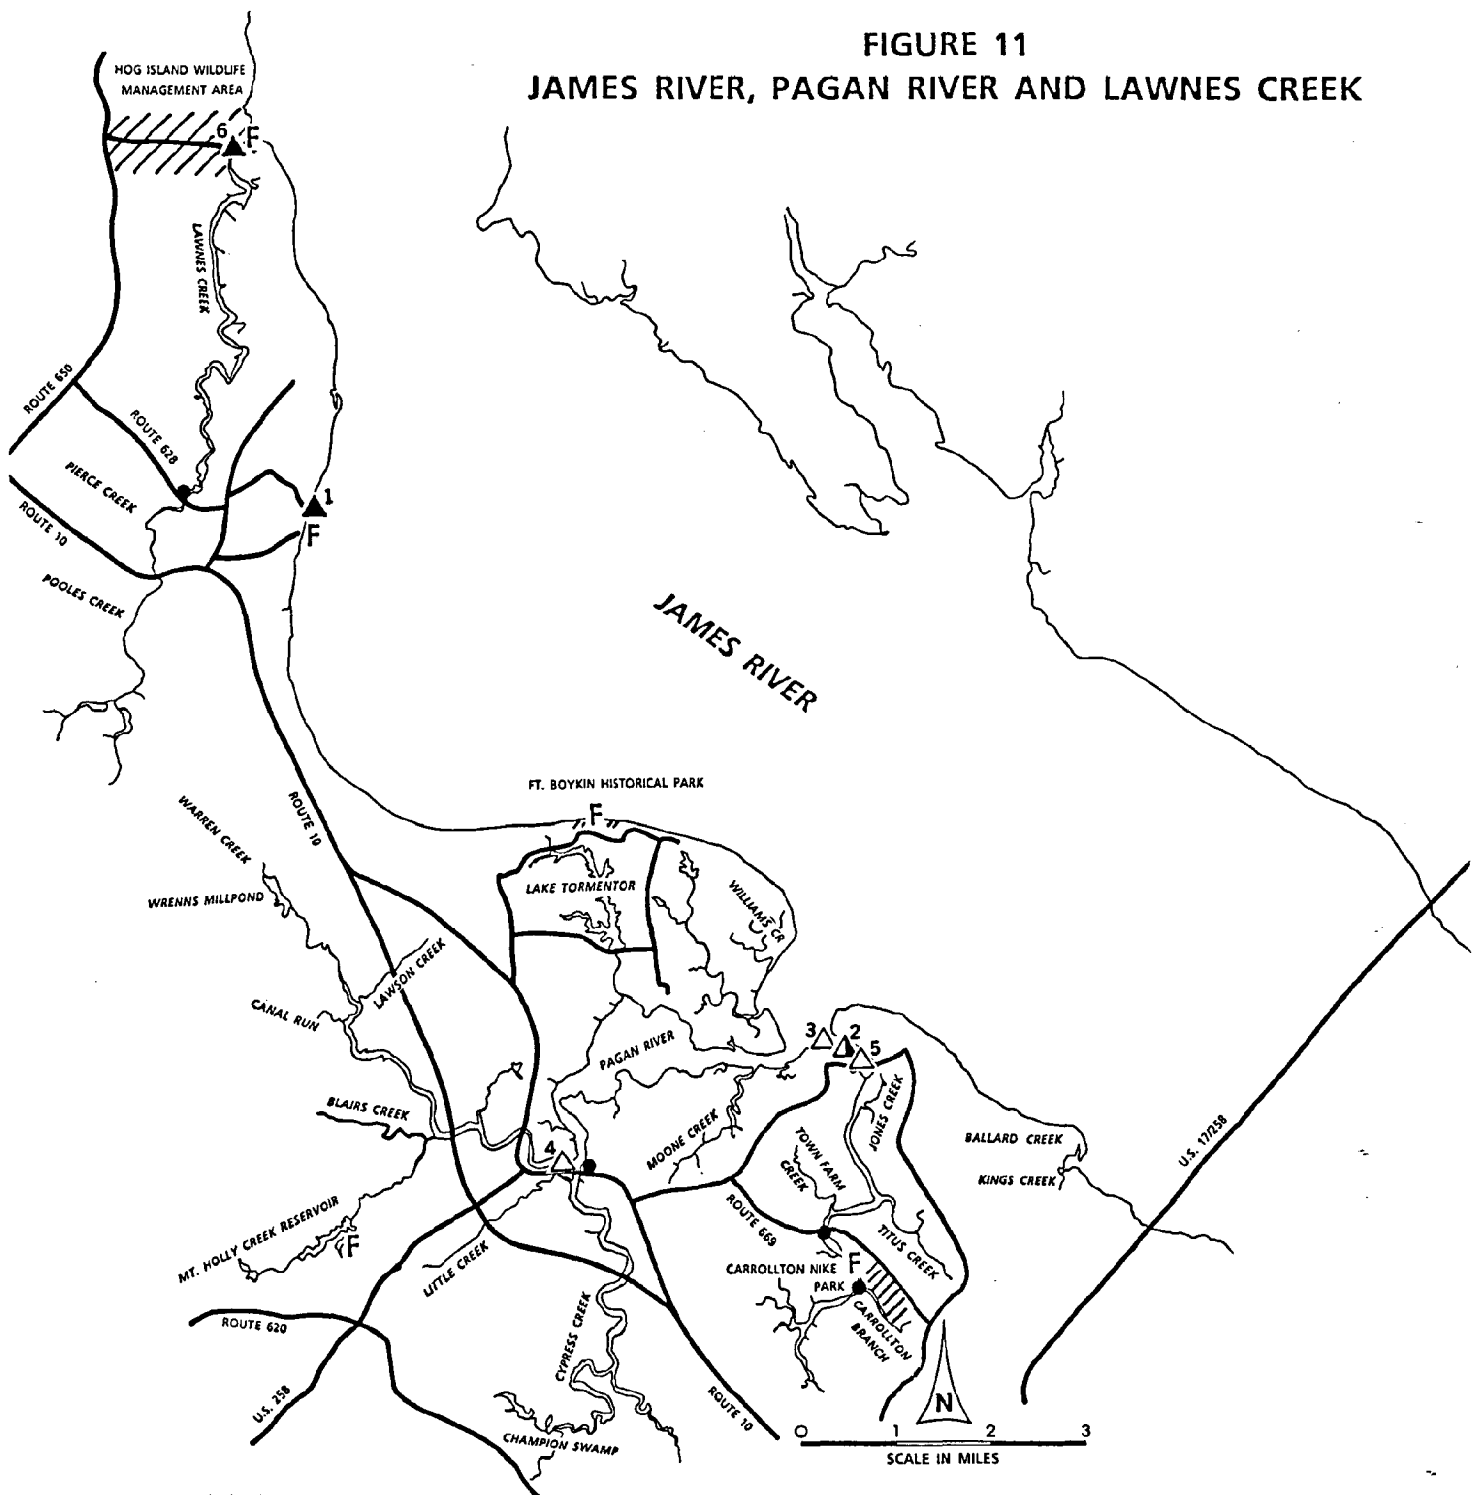 FIGURE 11
JAMES RIVER, PAGAN RIVER AND LAWNES CREEK
HOG ISLAND WILDLIFE
MANAGEMENT AREA
6
F
LAWNES CREEK
ROUTE 650
ROUTE 628
PIERCE CREEK
ROUTE 10
1
F
POOLES CREEK
JAMES RIVER
FT. BOYKIN HISTORICAL PARK
F
ROUTE 10
WARREN CREEK
WRENNS MILLPOND
LAKE TORMENTOR
WILLIAMS CR
LAWSON CREEK
CANAL RUN
PAGAN RIVER
3
2
5
BLAIRS CREEK
MOONE CREEK
JONES CREEK
BALLARD CREEK
KINGS CREEK
U.S. 17/258
4
TOWN FARM
CREEK
MT. HOLLY CREEK RESERVOIR
F
LITTLE CREEK
ROUTE 669
TITUS CREEK
CARROLLTON NIKE
PARK
F
CARROLLTON
BRANCH
ROUTE 620
CYPRESS CREEK
U.S. 258
CHAMPION SWAMP
ROUTE 10
N
0 1 2 3
SCALE IN MILES